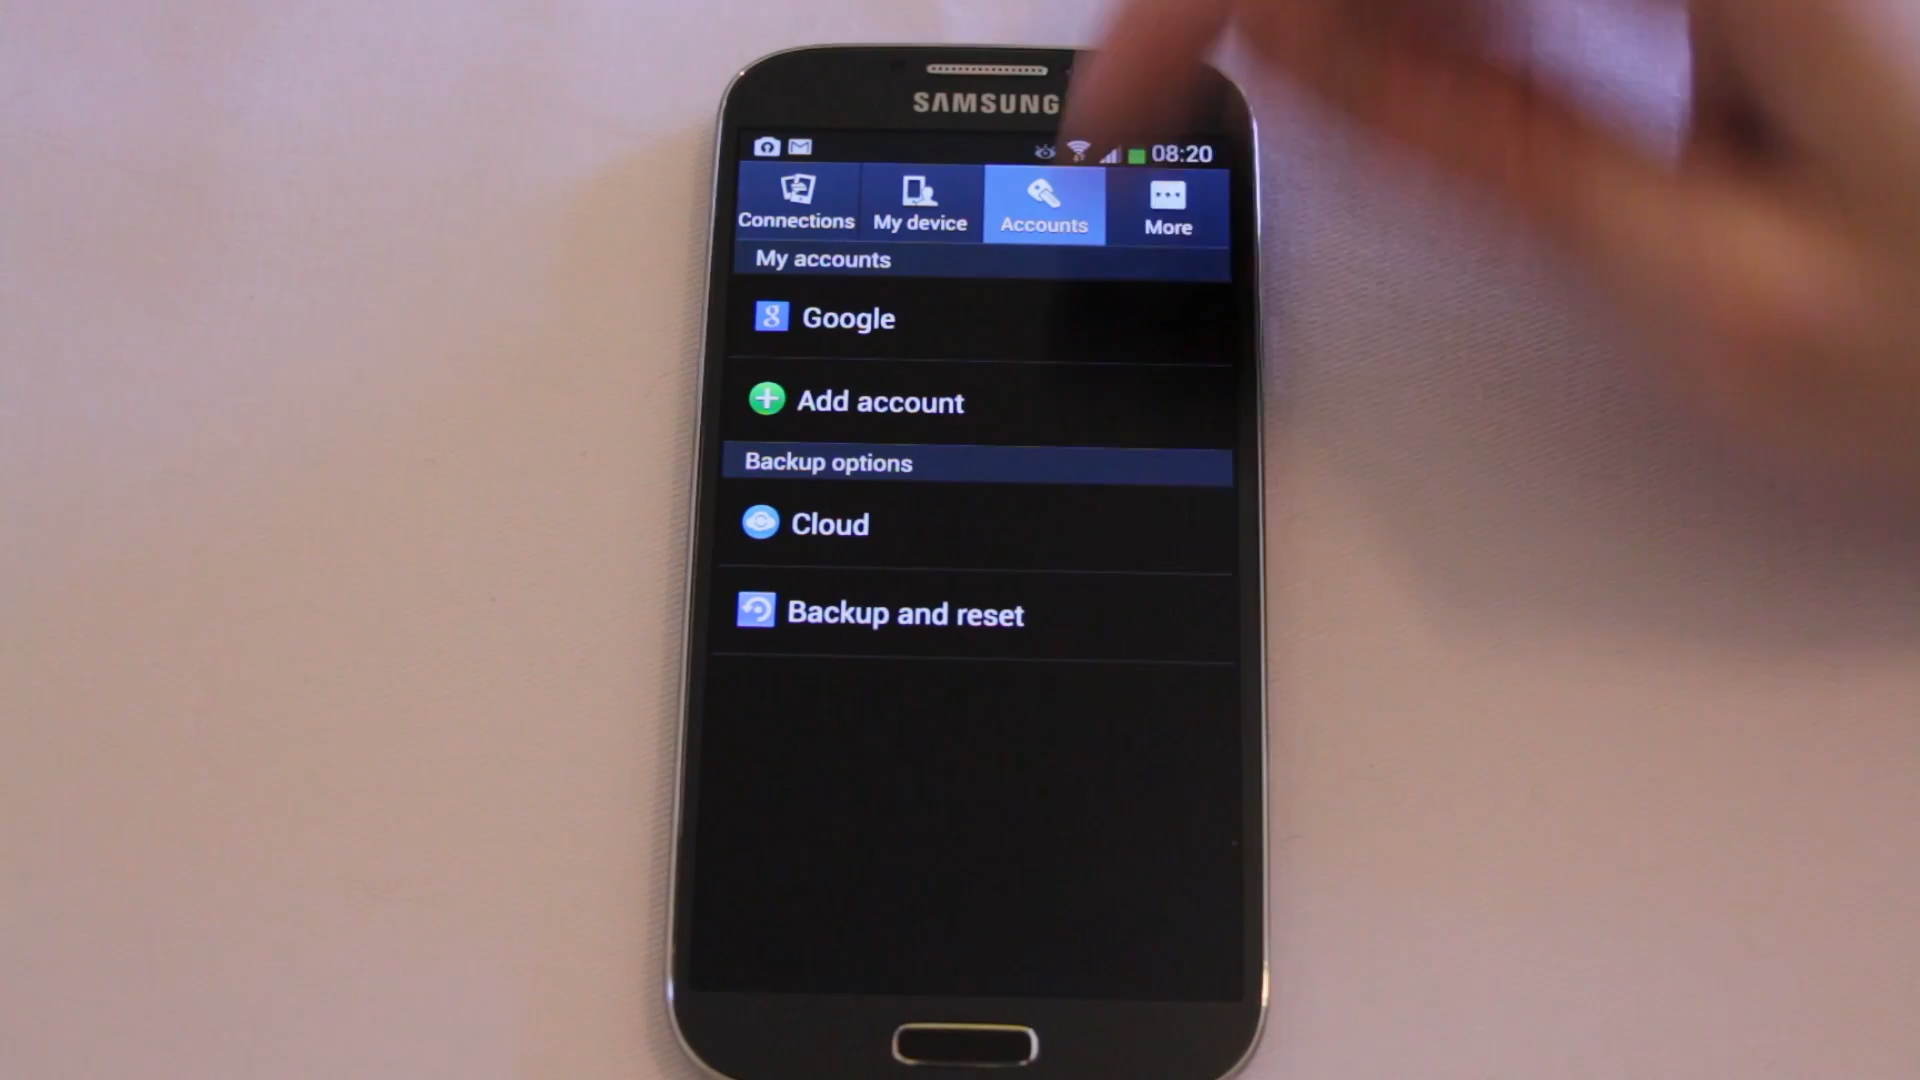 SAMSUNG
08:20
Connections My device Accounts More
My accounts
Google
Add account
Backup options
Cloud
Backup and reset